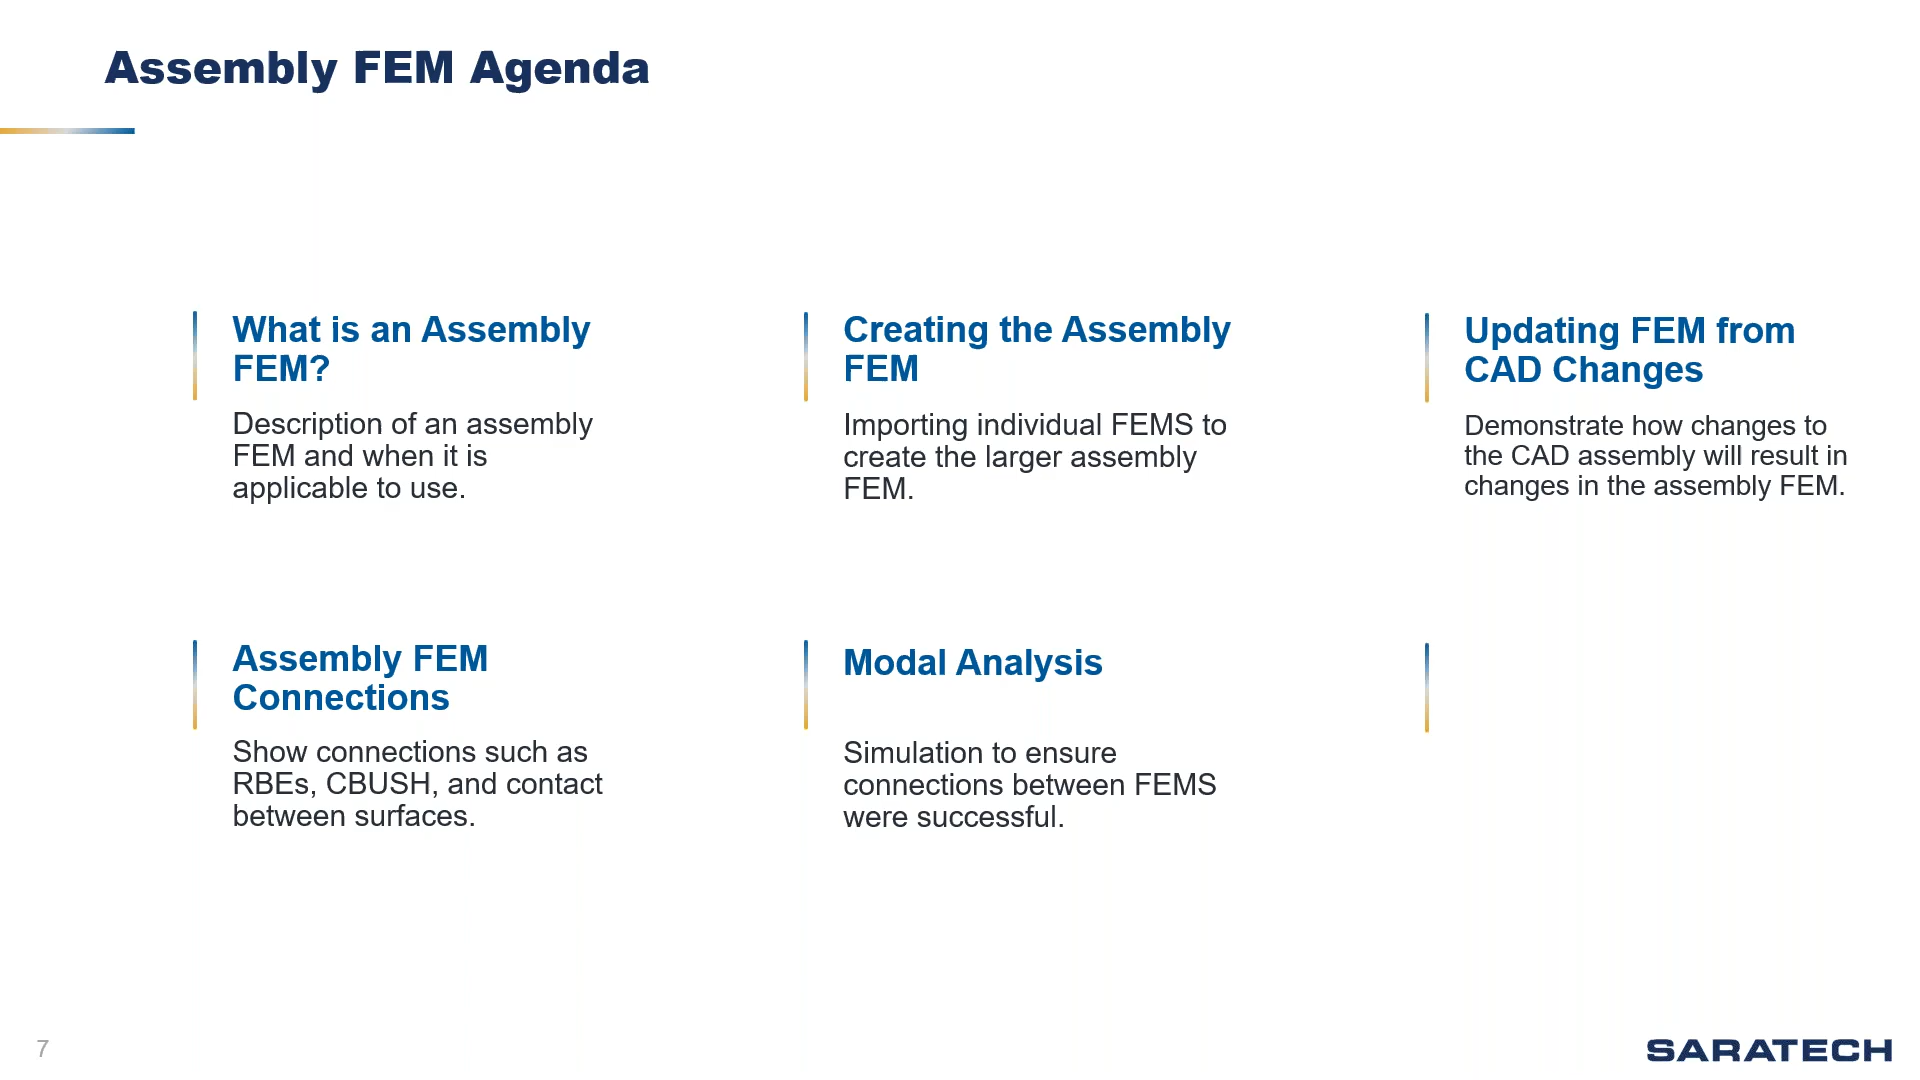 Assembly FEM Agenda
What is an Assembly
FEM?
Description of an assembly
FEM and when it is
applicable to use.
Creating the Assembly
FEM
Importing individual FEMS to
create the larger assembly
FEM.
Updating FEM from
CAD Changes
Demonstrate how changes to
the CAD assembly will result in
changes in the assembly FEM.
Assembly FEM
Connections
Show connections such as
RBEs, CBUSH, and contact
between surfaces.
Modal Analysis
Simulation to ensure
connections between FEMS
were successful.
7
SARATECH